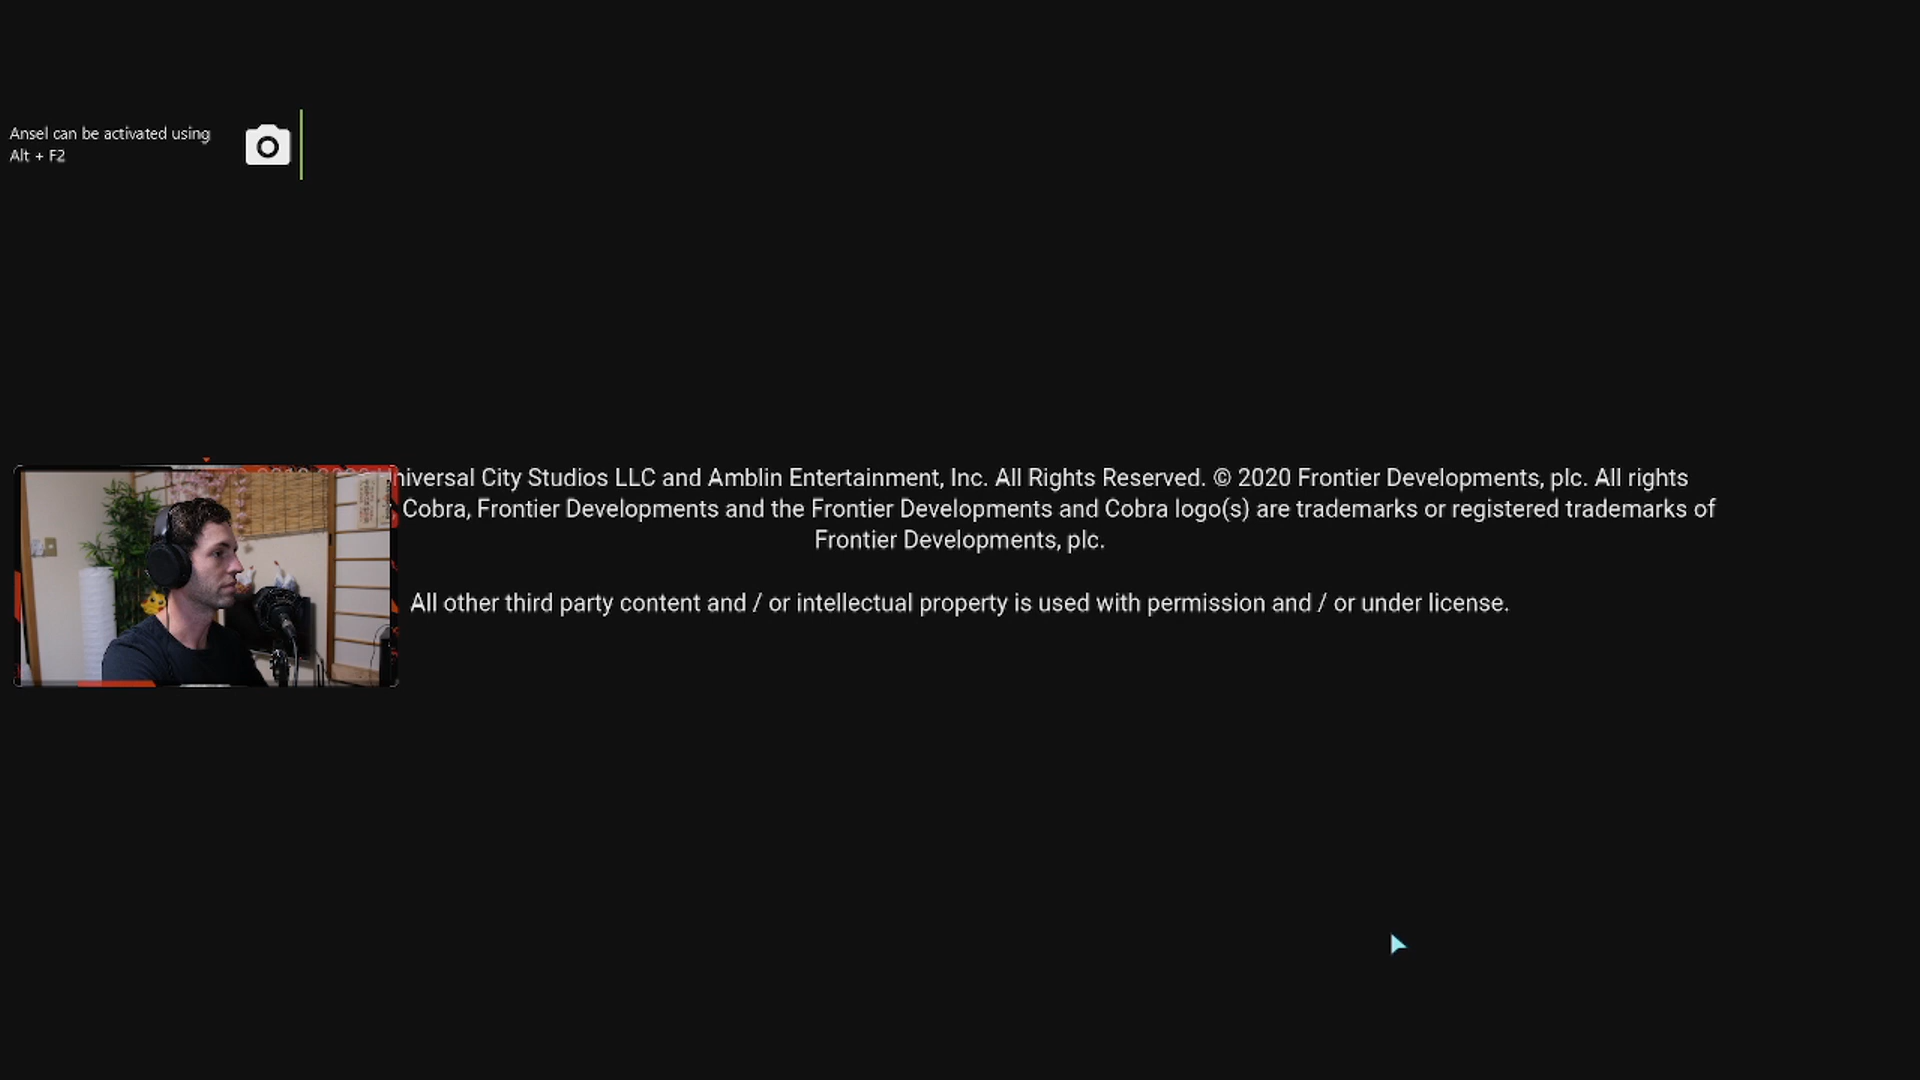 Ansel can be activated using
Alt + F2
niversal City Studios LLC and Amblin Entertainment, Inc. All Rights Reserved. © 2020 Frontier Developments, plc. All rights
Cobra, Frontier Developments and the Frontier Developments and Cobra logo(s) are trademarks or registered trademarks of
Frontier Developments, plc.
All other third party content and / or intellectual property is used with permission and / or under license.